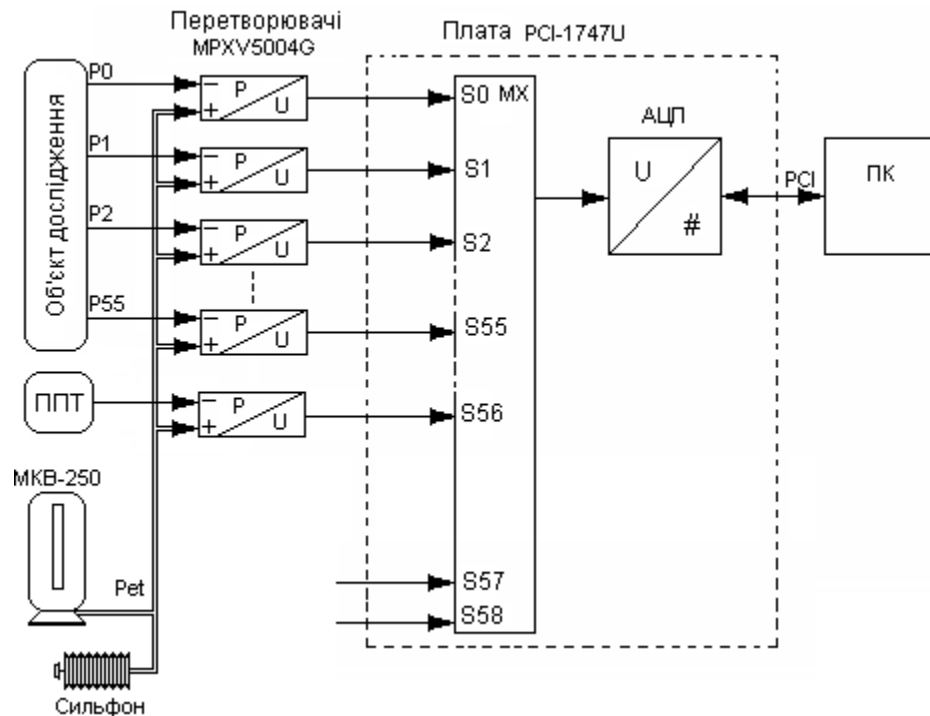 Перетворювачі
MPXV5004G
Плата PCI-1747U
Об'єкт дослідження
P0
− P
+ U
S0 MX
P1
− P
+ U
S1
P2
− P
+ U
S2
P55
− P
+ U
S55
ППТ
− P
+ U
S56
АЦП
U
#
PCI
ПК
МКВ-250
Pet
S57
S58
Сильфон